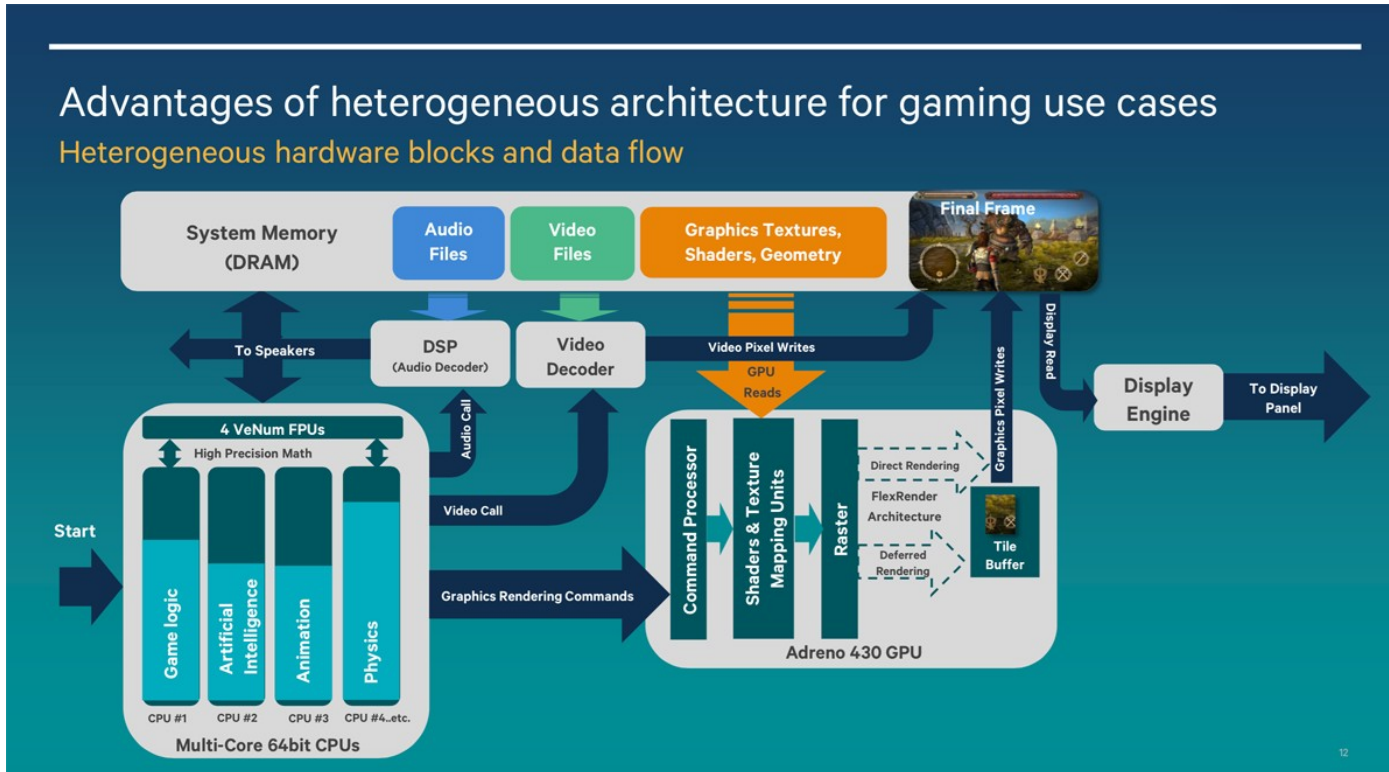 Advantages of heterogeneous architecture for gaming use cases
Heterogeneous hardware blocks and data flow
System Memory
(DRAM)
Audio
Files
Video
Files
Graphics Textures,
Shaders, Geometry
Final Frame
To Speakers
DSP
(Audio Decoder)
Video
Decoder
Video Pixel Writes
GPU
Reads
Display Read
Display
Engine
To Display
Panel
4 VeNum FPUs
High Precision Math
Audio Call
Video Call
Start
Game logic
Artificial
Intelligence
Animation
Physics
CPU #1
CPU #2
CPU #3
CPU #4..etc.
Multi-Core 64bit CPUs
Graphics Rendering Commands
Command Processor
Shaders & Texture
Mapping Units
Raster
Direct Rendering
FlexRender
Architecture
Deferred
Rendering
Graphics Pixel Writes
Tile
Buffer
Adreno 430 GPU
12